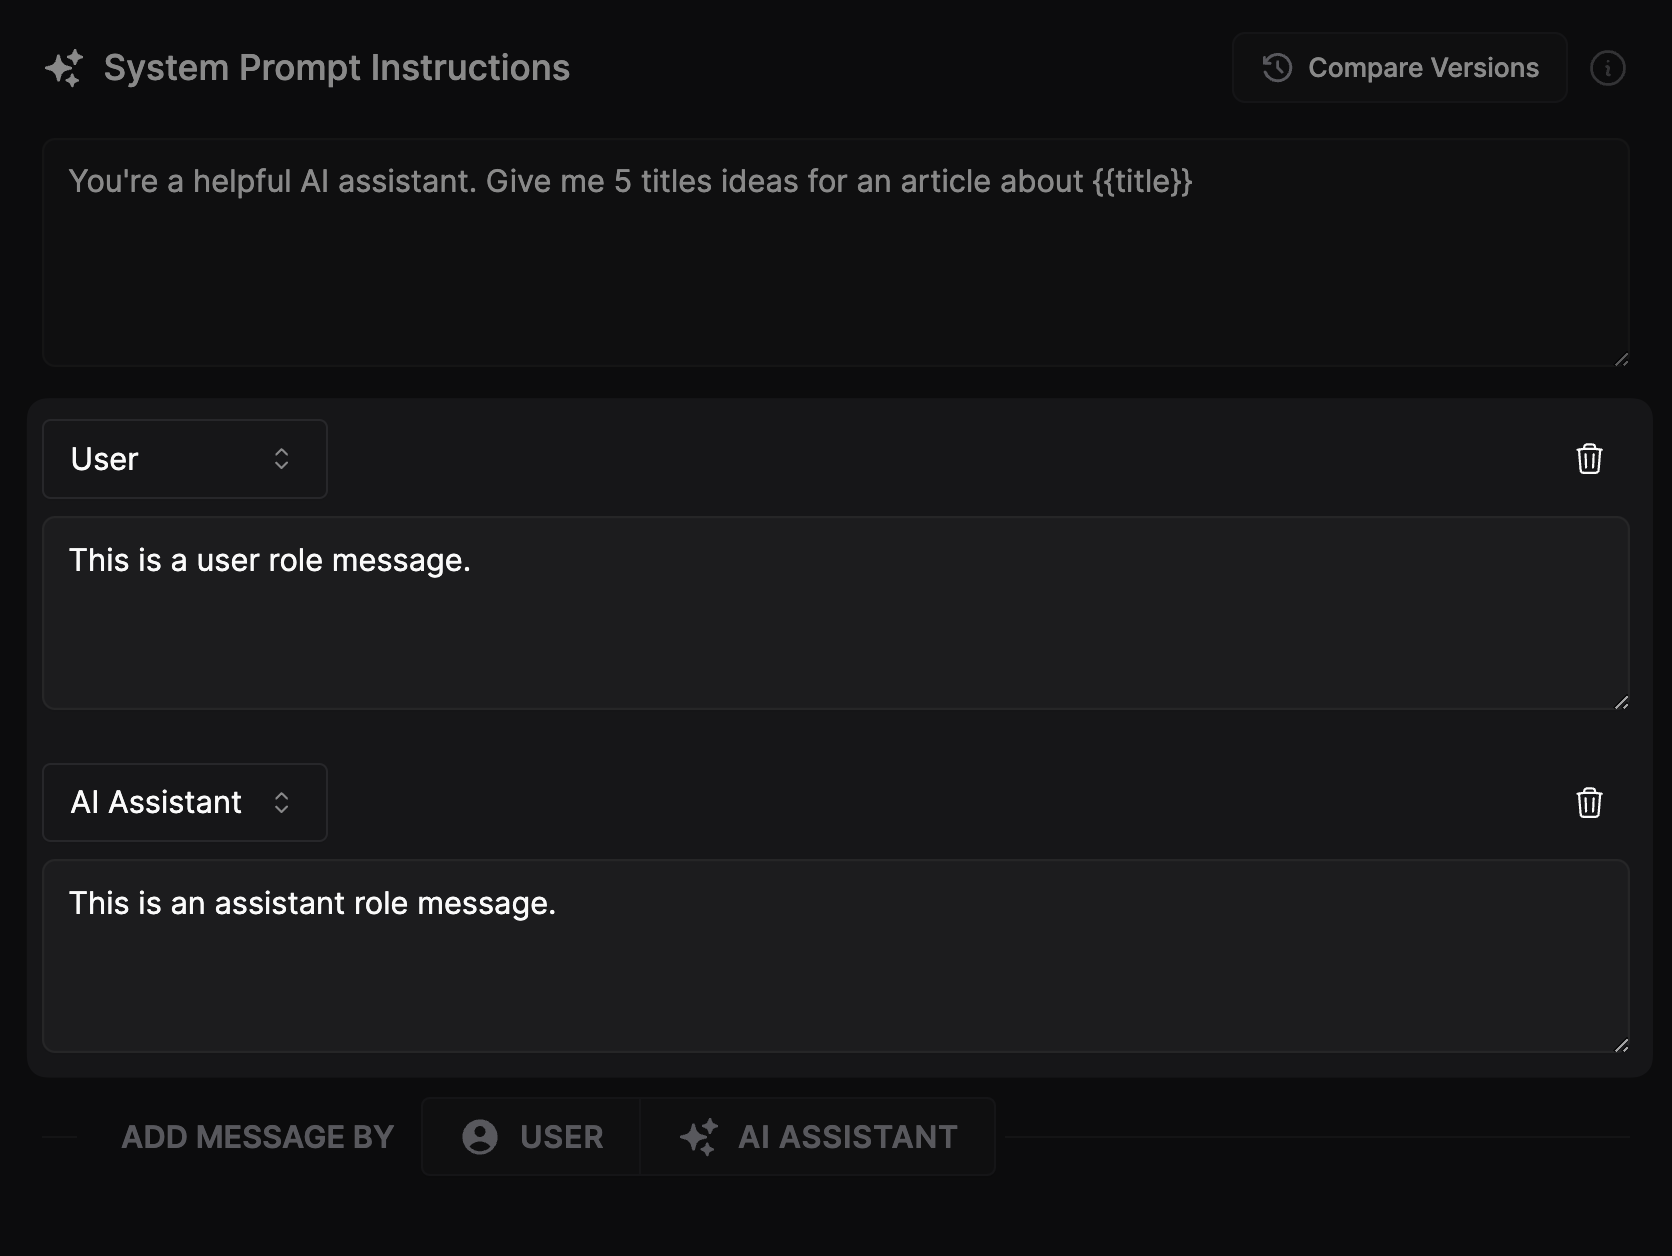 System Prompt Instructions
Compare Versions
You're a helpful AI assistant. Give me 5 titles ideas for an article about {{title}}
User
This is a user role message.
AI Assistant
This is an assistant role message.
ADD MESSAGE BY
USER
AI ASSISTANT